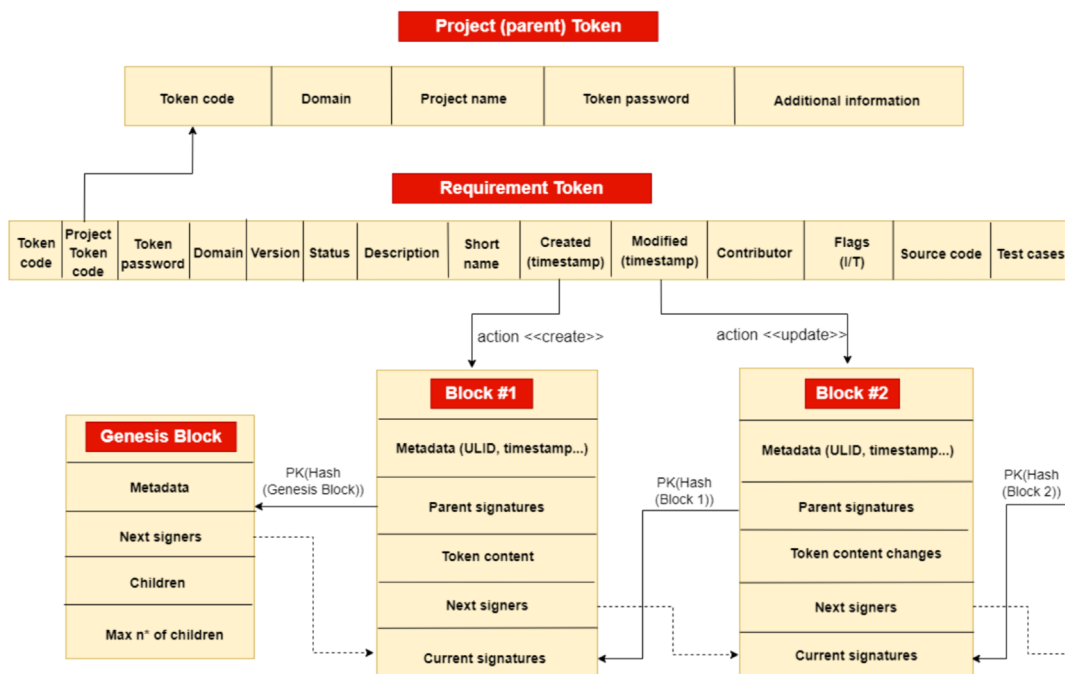 Project (parent) Token
Token code
Domain
Project name
Token password
Additional information
Requirement Token
Token
code
Project
Token
code
Token
password
Domain
Version
Status
Description
Short
name
Created
(timestamp)
Modified
(timestamp)
Contributor
Flags
(I/T)
Source code
Test cases
action <<create>>
action <<update>>
Genesis Block
Metadata
Next signers
Children
Max n* of children
PK(Hash
(Genesis Block))
Block #1
Metadata (ULID, timestamp...)
Parent signatures
Token content
Next signers
Current signatures
PK(Hash
(Block 1))
Block #2
Metadata (ULID, timestamp...)
Parent signatures
Token content changes
Next signers
Current signatures
PK(Hash
(Block 2))